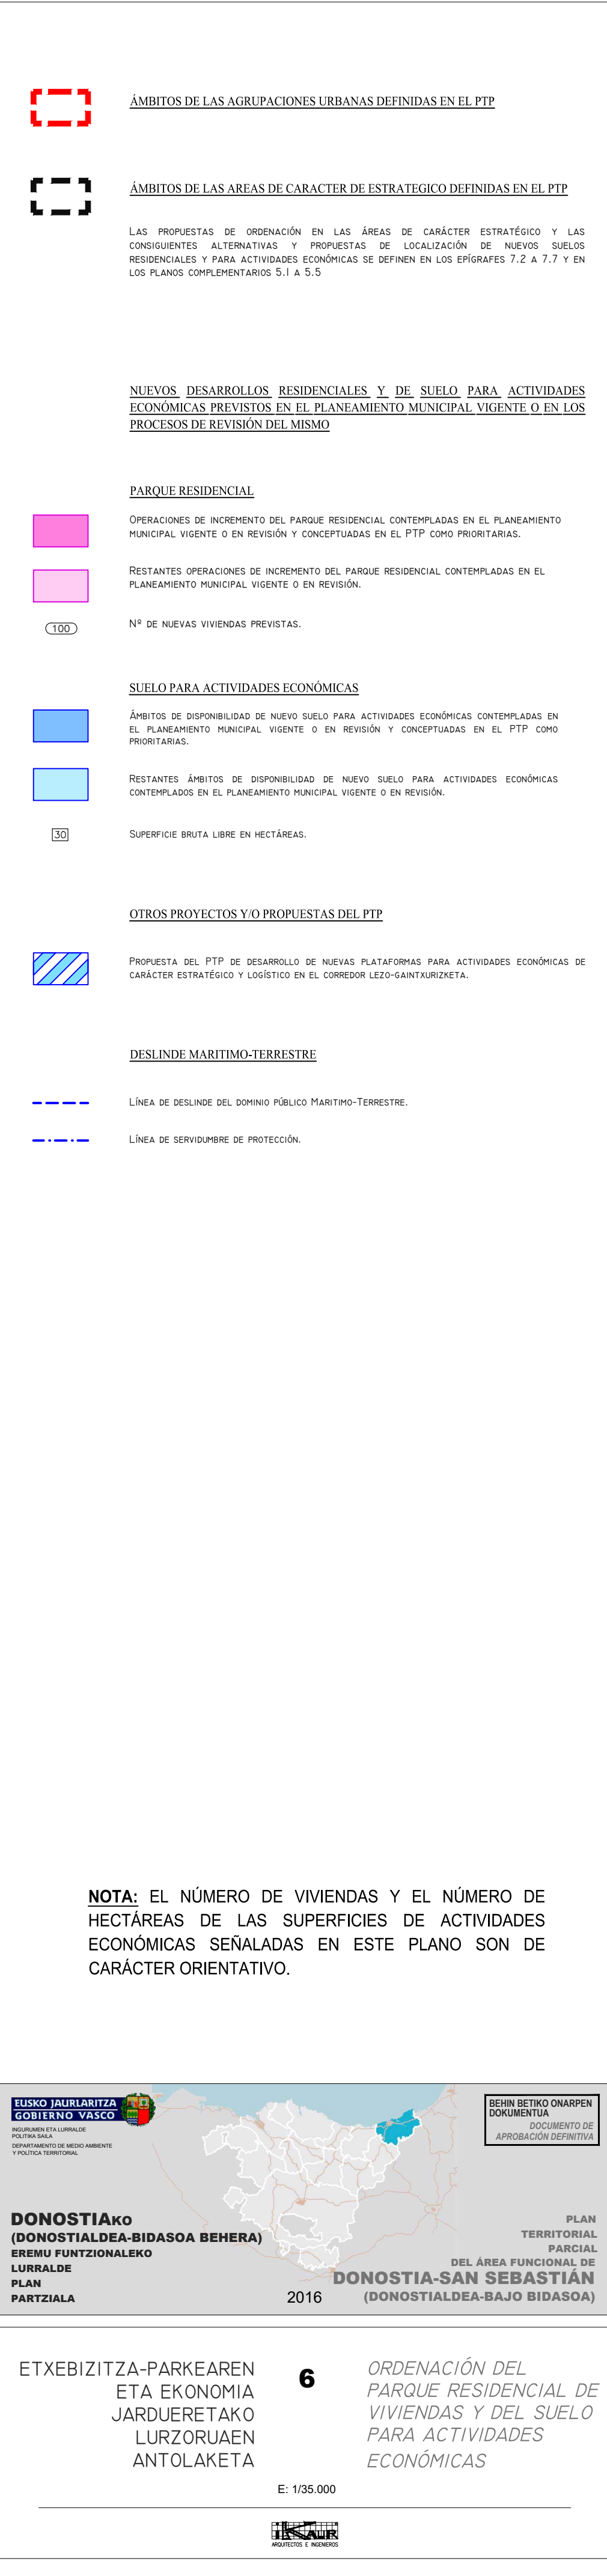 ÁMBITOS DE LAS AGRUPACIONES URBANAS DEFINIDAS EN EL PTP
ÁMBITOS DE LAS AREAS DE CARACTER DE ESTRATEGICO DEFINIDAS EN EL PTP
LAS PROPUESTAS DE ORDENACIÓN EN LAS ÁREAS DE CARÁCTER ESTRATÉGICO Y LAS
CONSIGUIENTES ALTERNATIVAS Y PROPUESTAS DE LOCALIZACIÓN DE NUEVOS SUELOS
RESIDENCIALES Y PARA ACTIVIDADES ECONÓMICAS SE DEFINEN EN LOS EPÍGRAFES 7.2 A 7.7 Y EN
LOS PLANOS COMPLEMENTARIOS 5.1 A 5.5
NUEVOS DESARROLLOS RESIDENCIALES Y DE SUELO PARA ACTIVIDADES
ECONÓMICAS PREVISTOS EN EL PLANEAMIENTO MUNICIPAL VIGENTE O EN LOS
PROCESOS DE REVISIÓN DEL MISMO
PARQUE RESIDENCIAL
OPERACIONES DE INCREMENTO DEL PARQUE RESIDENCIAL CONTEMPLADAS EN EL PLANEAMIENTO
MUNICIPAL VIGENTE O EN REVISIÓN Y CONCEPTUADAS EN EL PTP COMO PRIORITARIAS.
RESTANTES OPERACIONES DE INCREMENTO DEL PARQUE RESIDENCIAL CONTEMPLADAS EN EL
PLANEAMIENTO MUNICIPAL VIGENTE O EN REVISIÓN.
100
Nº DE NUEVAS VIVIENDAS PREVISTAS.
SUELO PARA ACTIVIDADES ECONÓMICAS
ÁMBITOS DE DISPONIBILIDAD DE NUEVO SUELO PARA ACTIVIDADES ECONÓMICAS CONTEMPLADAS EN
EL PLANEAMIENTO MUNICIPAL VIGENTE O EN REVISIÓN Y CONCEPTUADAS EN EL PTP COMO
PRIORITARIAS.
RESTANTES ÁMBITOS DE DISPONIBILIDAD DE NUEVO SUELO PARA ACTIVIDADES ECONÓMICAS
CONTEMPLADOS EN EL PLANEAMIENTO MUNICIPAL VIGENTE O EN REVISIÓN.
30
SUPERFICIE BRUTA LIBRE EN HECTÁREAS.
OTROS PROYECTOS Y/O PROPUESTAS DEL PTP
PROPUESTA DEL PTP DE DESARROLLO DE NUEVAS PLATAFORMAS PARA ACTIVIDADES ECONÓMICAS DE
CARÁCTER ESTRATÉGICO Y LOGÍSTICO EN EL CORREDOR LEZO-GAINTXURIZKETA.
DESLINDE MARITIMO-TERRESTRE
LÍNEA DE DESLINDE DEL DOMINIO PÚBLICO MARITIMO-TERRESTRE.
LÍNEA DE SERVIDUMBRE DE PROTECCIÓN.
NOTA: EL NÚMERO DE VIVIENDAS Y EL NÚMERO DE
HECTÁREAS DE LAS SUPERFICIES DE ACTIVIDADES
ECONÓMICAS SEÑALADAS EN ESTE PLANO SON DE
CARÁCTER ORIENTATIVO.
EUSKO JAURLARITZA
GOBIERNO VASCO
INGURUMEN ETA LURRALDE
POLITIKA SAILA
DEPARTAMENTO DE MEDIO AMBIENTE
Y POLÍTICA TERRITORIAL
BEHIN BETIKO ONARPEN
DOKUMENTUA
DOCUMENTO DE
APROBACIÓN DEFINITIVA
DONOSTIAKO
(DONOSTIALDEA-BIDASOA BEHERA)
EREMU FUNTZIONALEKO
LURRALDE
PLAN
PARTZIALA
2016
PLAN
TERRITORIAL
PARCIAL
DEL ÁREA FUNCIONAL DE
DONOSTIA-SAN SEBASTIÁN
(DONOSTIALDEA-BAJO BIDASOA)
ETXEBIZITZA-PARKEAREN
ETA EKONOMIA
JARDUERETAKO
LURZORUAEN
ANTOLAKETA
6
ORDENACIÓN DEL
PARQUE RESIDENCIAL DE
VIVIENDAS Y DEL SUELO
PARA ACTIVIDADES
ECONÓMICAS
E: 1/35.000
IKAUR
ARQUITECTOS E INGENIEROS